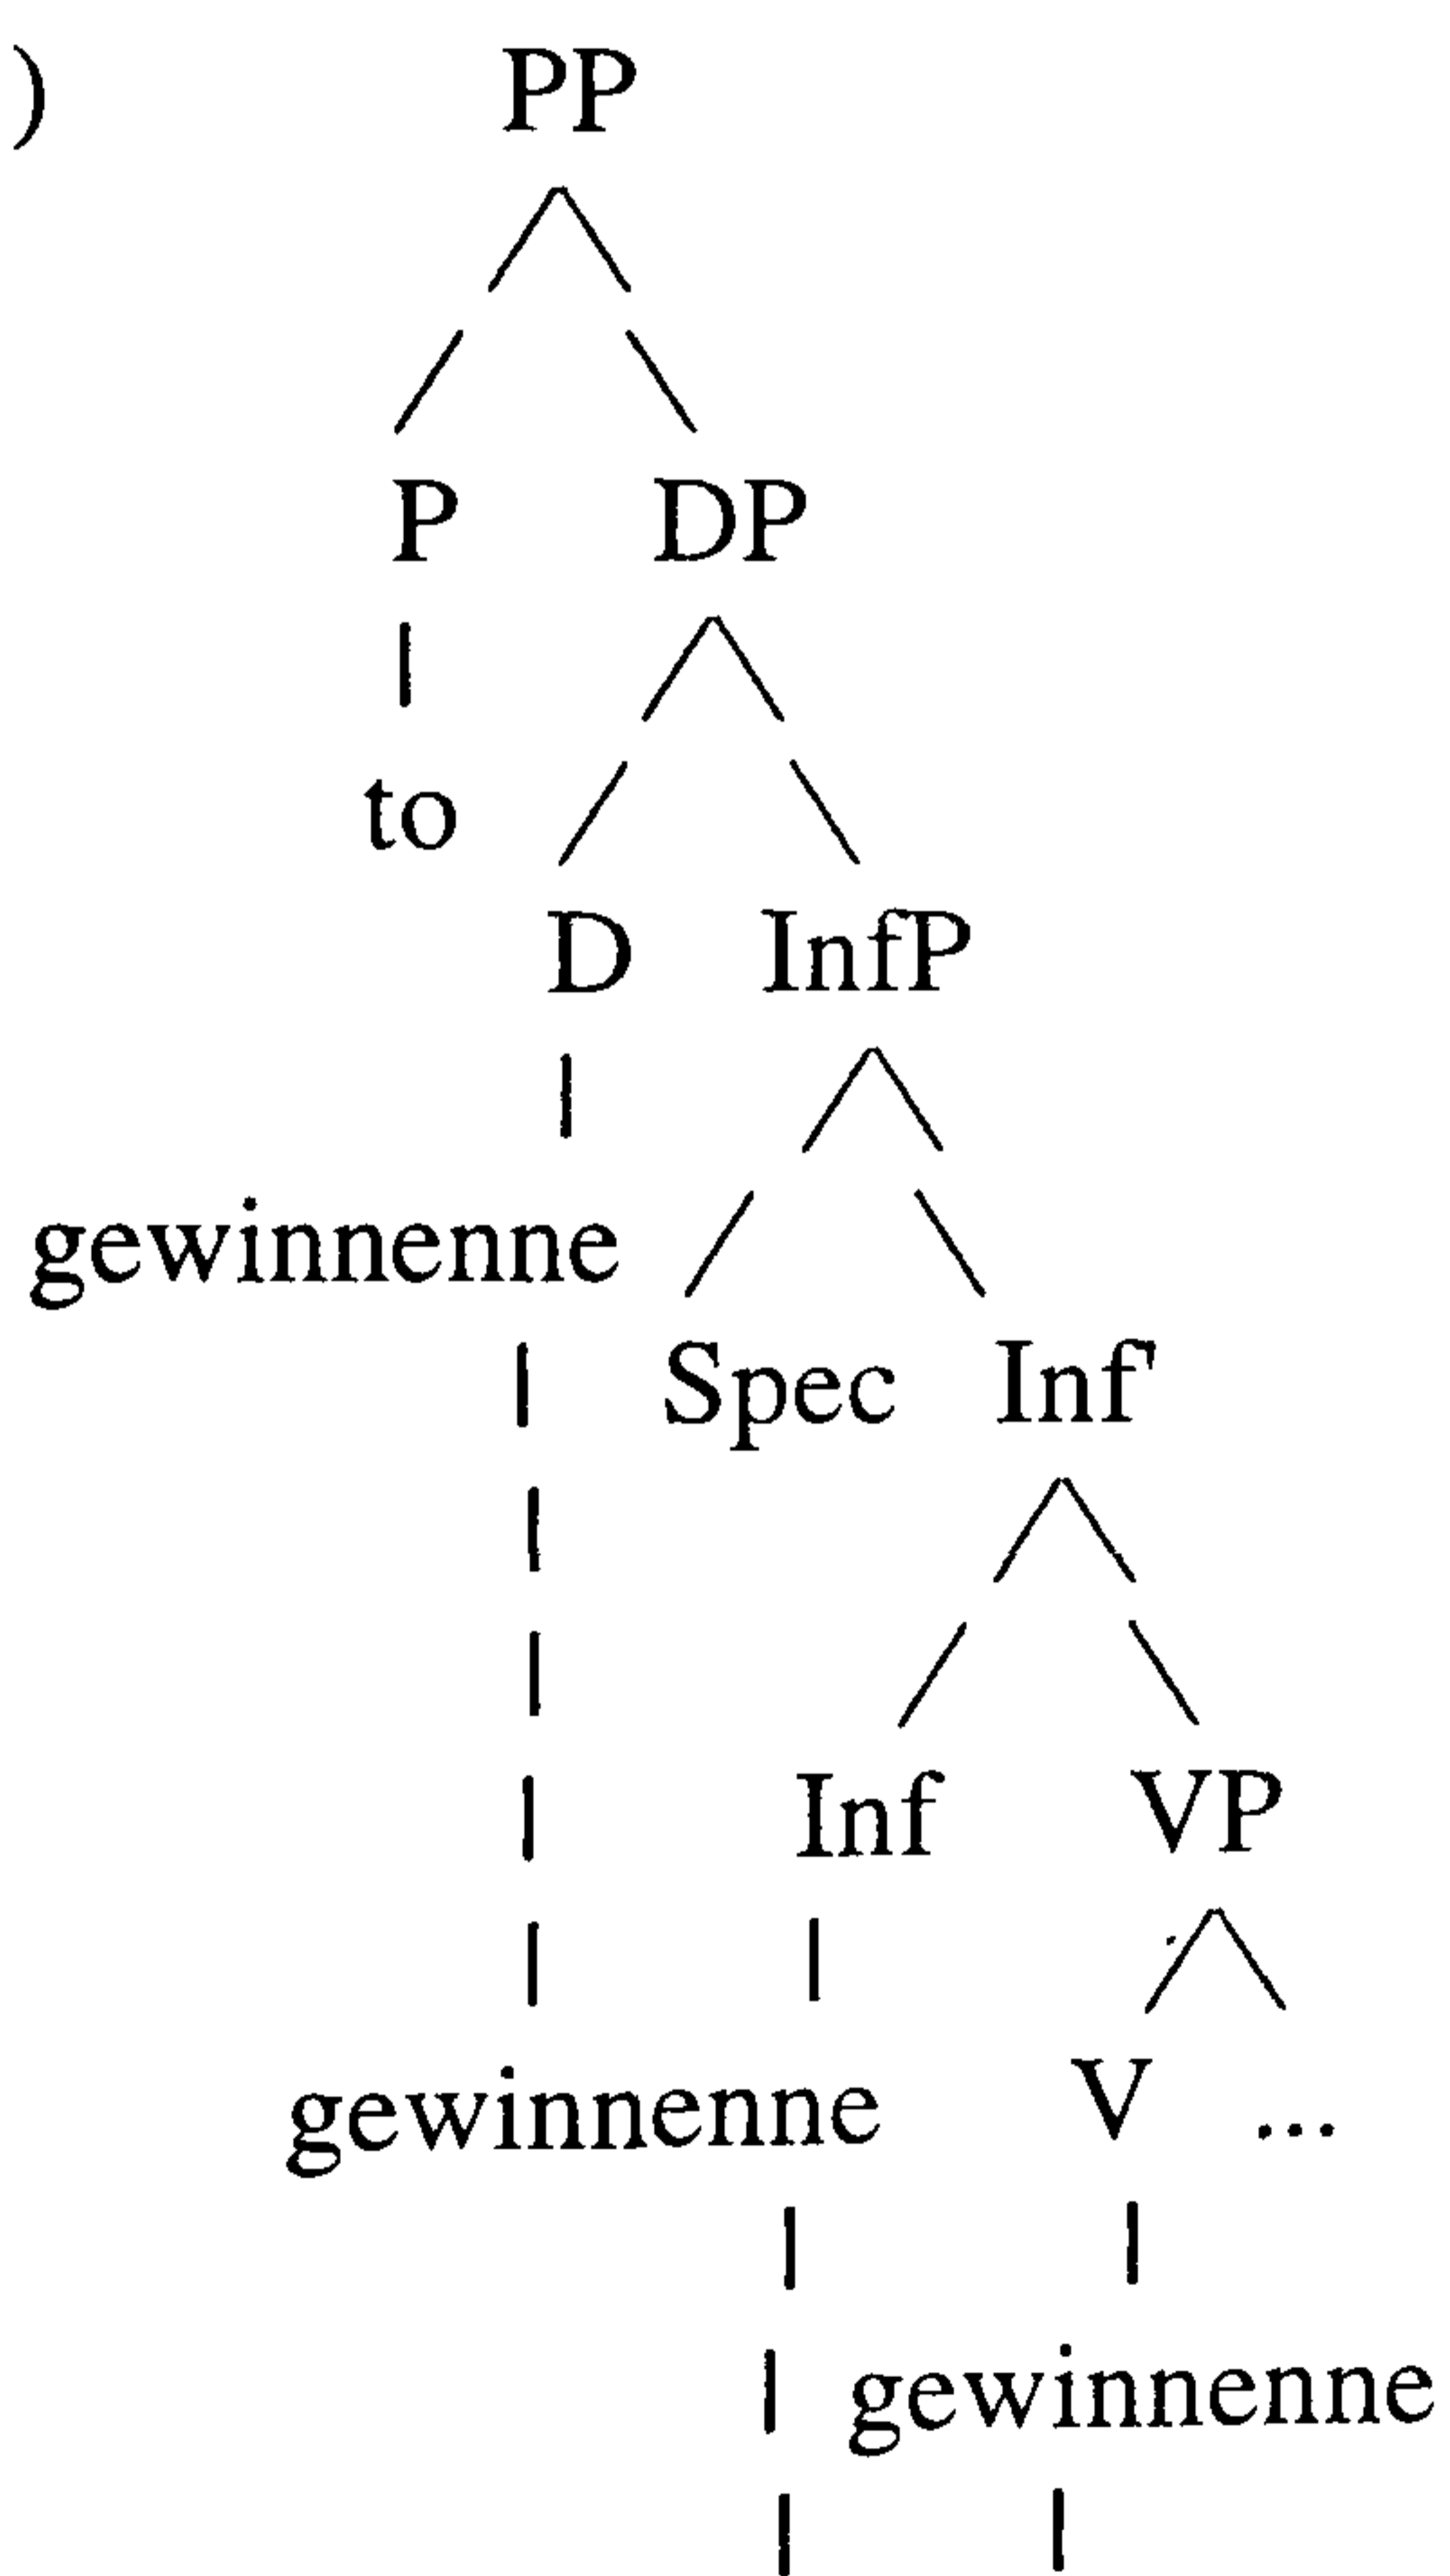 ) PP
P DP
to
D InfP
gewinnenne
Spec Inf'
Inf VP
gewinnenne V ...
gewinnenne